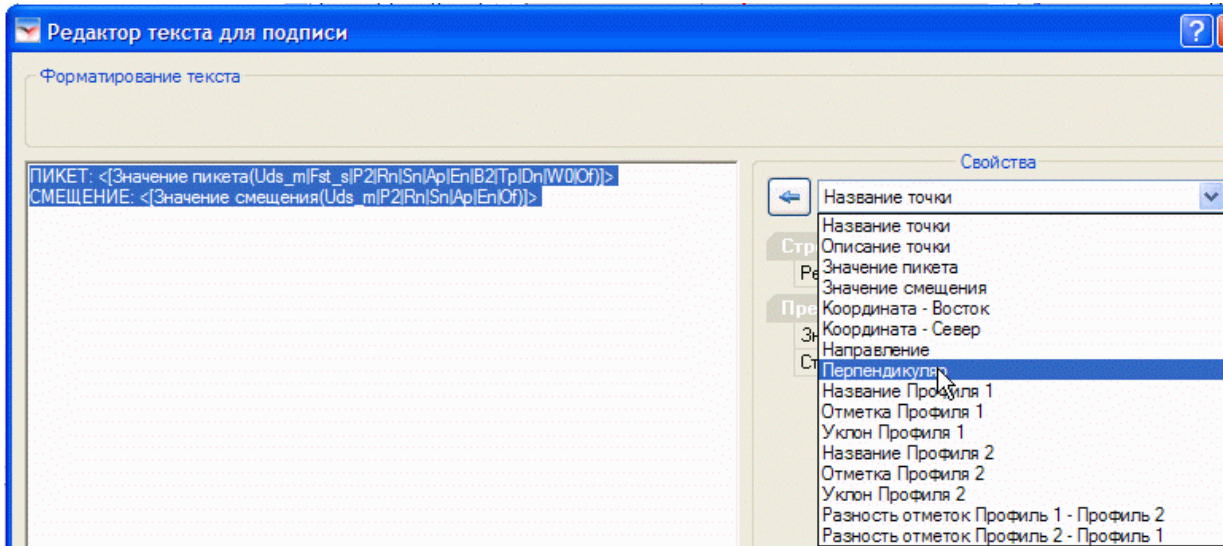 Редактор текста для подписи
?
Форматирование текста
ПИКЕТ: <[Значение пикета(Uds_m|Fst_s|P2|Rn|Sn|Ap|En|B2|Tp|Dn|W0|Of)]>
СМЕЩЕНИЕ: <[Значение смещения(Uds_m|P2|Rn|Sn|Ap|En|Of)]>
Свойства
Название точки
Название точки
Описание точки
Значение пикета
Значение смещения
Координата - Восток
Координата - Север
Направление
Перпендикуляр
Название Профиля 1
Отметка Профиля 1
Уклон Профиля 1
Название Профиля 2
Отметка Профиля 2
Уклон Профиля 2
Разность отметок Профиль 1 - Профиль 2
Разность отметок Профиль 2 - Профиль 1